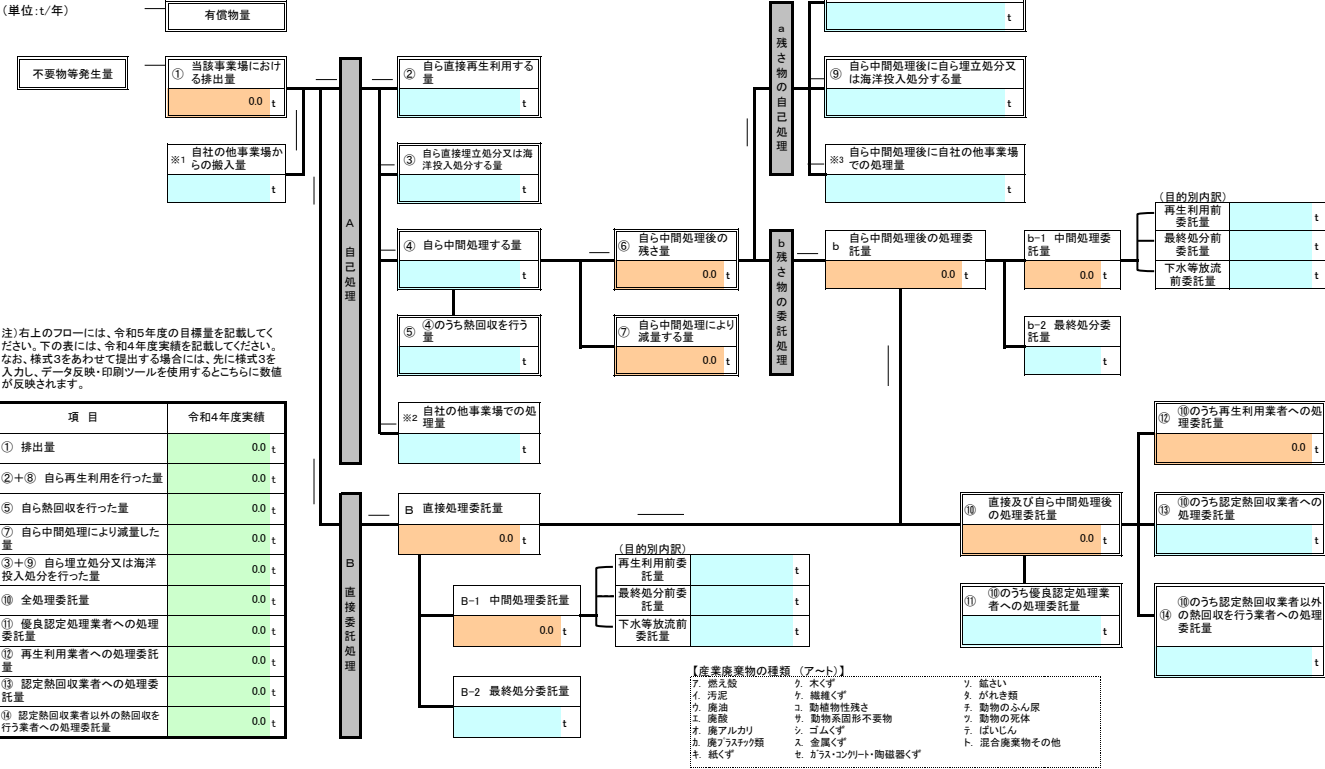 (単位:t/年)
有償物量
t
不要物等発生量
① 当該事業場におけ
る排出量
0.0 t
※1 自社の他事業場か
らの搬入量
t
A 自己処理
② 自ら直接再生利用する
量
t
③ 自ら直接埋立処分又は海
洋投入処分する量
t
④ 自ら中間処理する量
t
⑤ ④のうち熱回収を行う
量
t
※2 自社の他事業場での処
理量
t
⑥ 自ら中間処理後の
残さ量
0.0 t
⑦ 自ら中間処理により
減量する量
0.0 t
a 残さ物の自己処理
⑨ 自ら中間処理後に自ら埋立処分又
は海洋投入処分する量
t
※3 自ら中間処理後に自社の他事業場
での処理量
t
b 残さ物の委託処理
b 自ら中間処理後の処理委
託量
0.0 t
b-1 中間処理委
託量
0.0 t
(目的別内訳)
再生利用前
委託量
t
最終処分前
委託量
t
下水等放流
前委託量
t
b-2 最終処分委
託量
t
注)右上のフローには、令和5年度の目標量を記載してく
ださい。下の表には、令和4年度実績を記載してください。
なお、様式3をあわせて提出する場合には、先に様式3を
入力し、データ反映・印刷ツールを使用するとこちらに数値
が反映されます。
項 目 令和4年度実績
① 排出量 0.0 t
②+⑧ 自ら再生利用を行った量 0.0 t
⑤ 自ら熱回収を行った量 0.0 t
⑦ 自ら中間処理により減量した
量 0.0 t
③+⑨ 自ら埋立処分又は海洋
投入処分を行った量 0.0 t
⑩ 全処理委託量 0.0 t
⑪ 優良認定処理業者への処理
委託量 0.0 t
⑫ 再生利用業者への処理委託
量 0.0 t
⑬ 認定熱回収業者への処理委
託量 0.0 t
⑭ 認定熱回収業者以外の熱回収を
行う業者への処理委託量 0.0 t
B 直接委託処理
B 直接処理委託量
0.0 t
B-1 中間処理委託量
0.0 t
(目的別内訳)
再生利用前委
託量
t
最終処分前委
託量
t
下水等放流前
委託量
t
B-2 最終処分委託量
t
⑩ 直接及び自ら中間処理後
の処理委託量
0.0 t
⑪ ⑩のうち優良認定処理業
者への処理委託量
t
⑫ ⑩のうち再生利用業者への処
理委託量
0.0 t
⑬ ⑩のうち認定熱回収業者への
処理委託量
t
⑭ ⑩のうち認定熱回収業者以外
の熱回収を行う業者への処理
委託量
t
【産業廃棄物の種類 (ア~ト)】
ア. 燃え殻 ク. 木くず ソ. 鉱さい
イ. 汚泥 ケ. 繊維くず タ. がれき類
ウ. 廃油 コ. 動植物性残さ チ. 動物のふん尿
エ. 廃酸 サ. 動物系固形不要物 ツ. 動物の死体
オ. 廃アルカリ シ. ゴムくず テ. ばいじん
カ. 廃プラスチック類 ス. 金属くず ト. 混合廃棄物その他
キ. 紙くず セ. ガラス・コンクリート・陶磁器くず